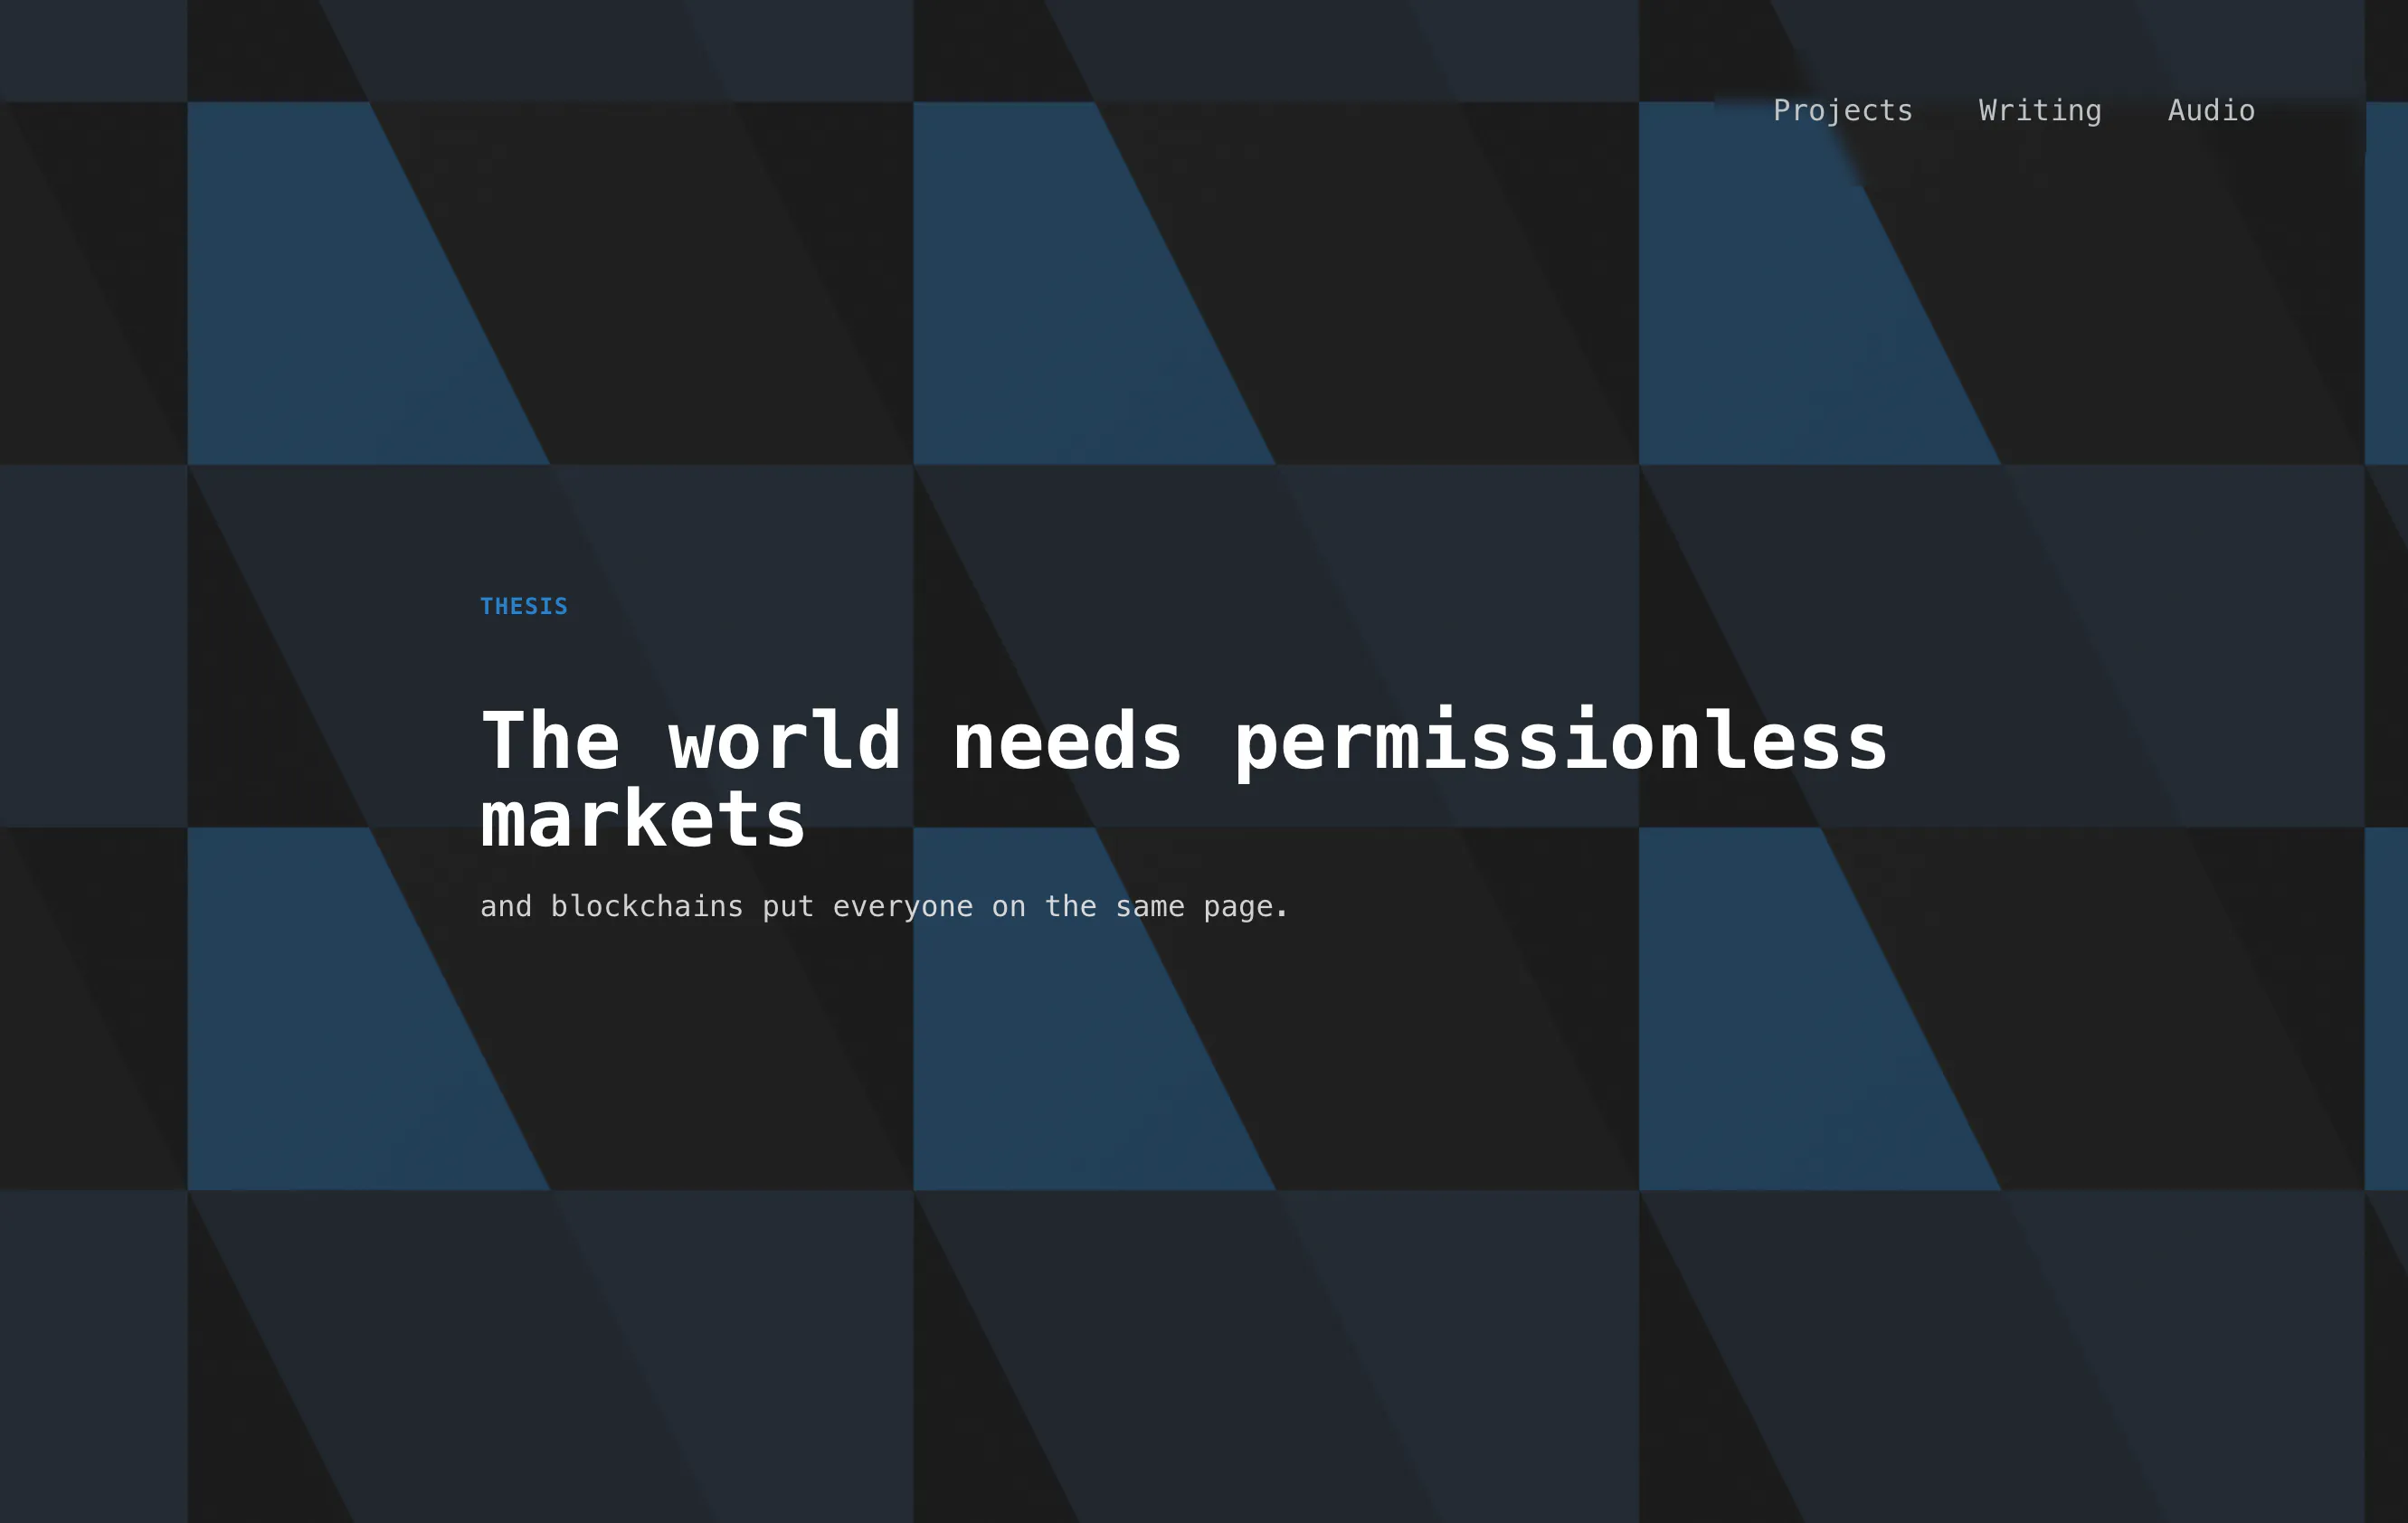 Projects Writing Audio
THESIS
The world needs permissionless
markets
and blockchains put everyone on the same page.